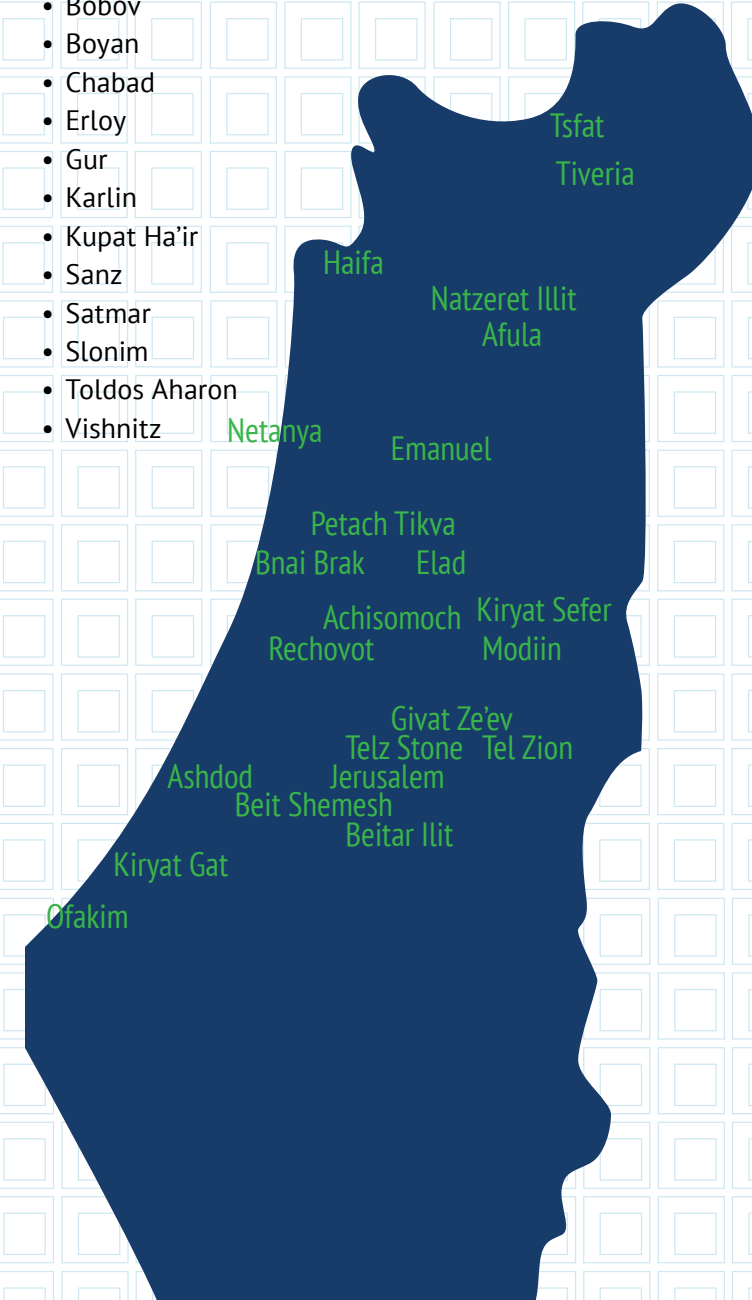 • Bobov
• Boyan
• Chabad
• Erloy
• Gur
• Karlin
• Kupat Ha’ir
• Sanz
• Satmar
• Slonim
• Toldos Aharon
• Vishnitz
Tsfat
Tiveria
Haifa
Natzeret Illit
Afula
Netanya
Emanuel
Petach Tikva
Bnai Brak Elad
Achisomoch Kiryat Sefer
Rechovot Modiin
Givat Ze’ev
Telz Stone Tel Zion
Ashdod Jerusalem
Beit Shemesh
Beitar Ilit
Kiryat Gat
Ofakim